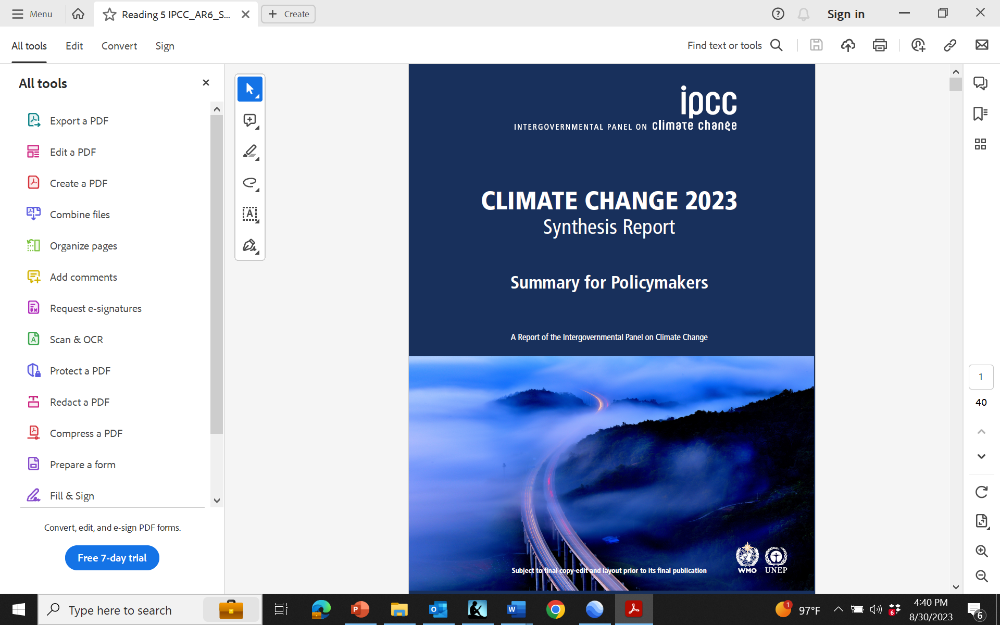 Menu
Reading 5 IPCC_AR6_S...
Create
Sign in
All tools
Edit
Convert
Sign
Find text or tools
All tools
Export a PDF
Edit a PDF
Create a PDF
Combine files
Organize pages
Add comments
Request e-signatures
Scan & OCR
Protect a PDF
Redact a PDF
Compress a PDF
Prepare a form
Fill & Sign
Convert, edit, and e-sign PDF forms.
Free 7-day trial
ipcc
INTERGOVERNMENTAL PANEL ON climate change
CLIMATE CHANGE 2023
Synthesis Report
Summary for Policymakers
A Report of the Intergovernmental Panel on Climate Change
Subject to final copy-edit and layout prior to its final publication
WMO
UNEP
1
40
Type here to search
1
97°F
6
4:40 PM
8/30/2023
6